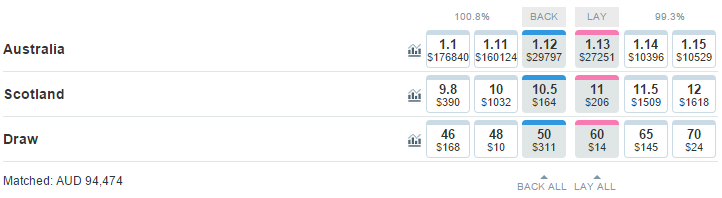 100.8% BACK LAY 99.3%
Australia 1.1 1.11 1.12 1.13 1.14 1.15
$176840 $160124 $29797 $27251 $10396 $10529
Scotland 9.8 10 10.5 11 11.5 12
$390 $1032 $164 $206 $1509 $1618
Draw 46 48 50 60 65 70
$168 $10 $311 $14 $145 $24
Matched: AUD 94,474 BACK ALL LAY ALL